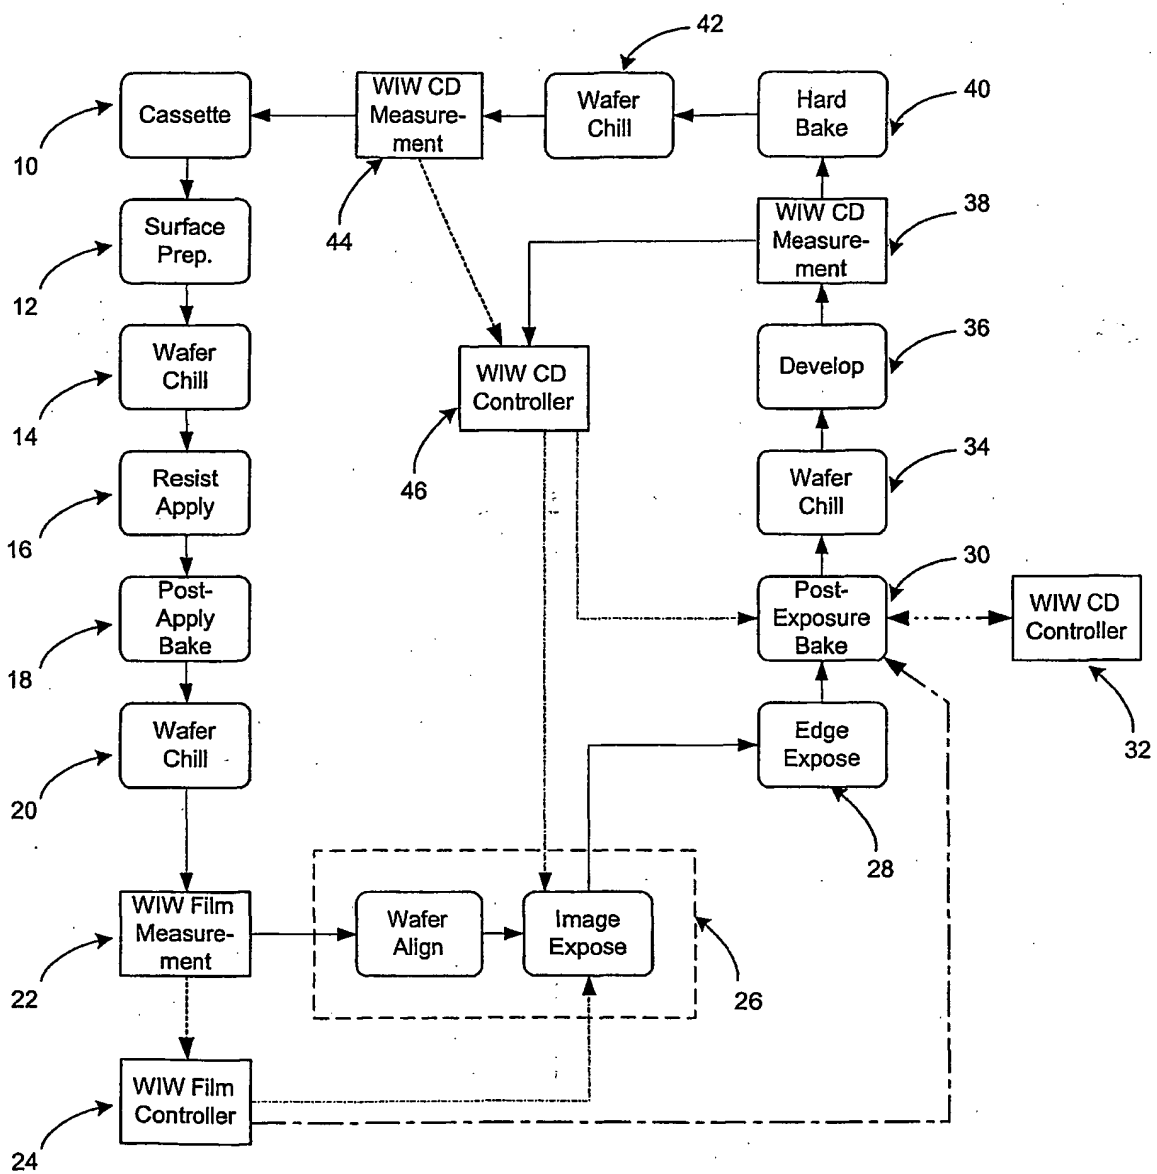 42
WIW CD
Measure-
ment
Wafer
Chill
Hard
Bake
40
Cassette
10
44
38
WIW CD
Measure-
ment
Surface
Prep.
12
36
WIW CD
Controller
Wafer
Chill
Develop
14
46
34
Resist
Apply
Wafer
Chill
16
30
Post-
Apply
Bake
Post-
Exposure
Bake
WIW CD
Controller
18
32
Wafer
Chill
Edge
Expose
20
28
WIW Film
Measure-
ment
Wafer
Align
Image
Expose
22
26
WIW Film
Controller
24